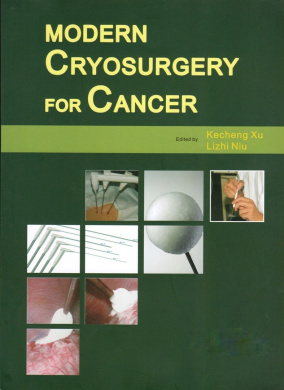 MODERN
CRYOSURGERY
FOR CANCER
Edited by Kecheng Xu
Lizhi Niu